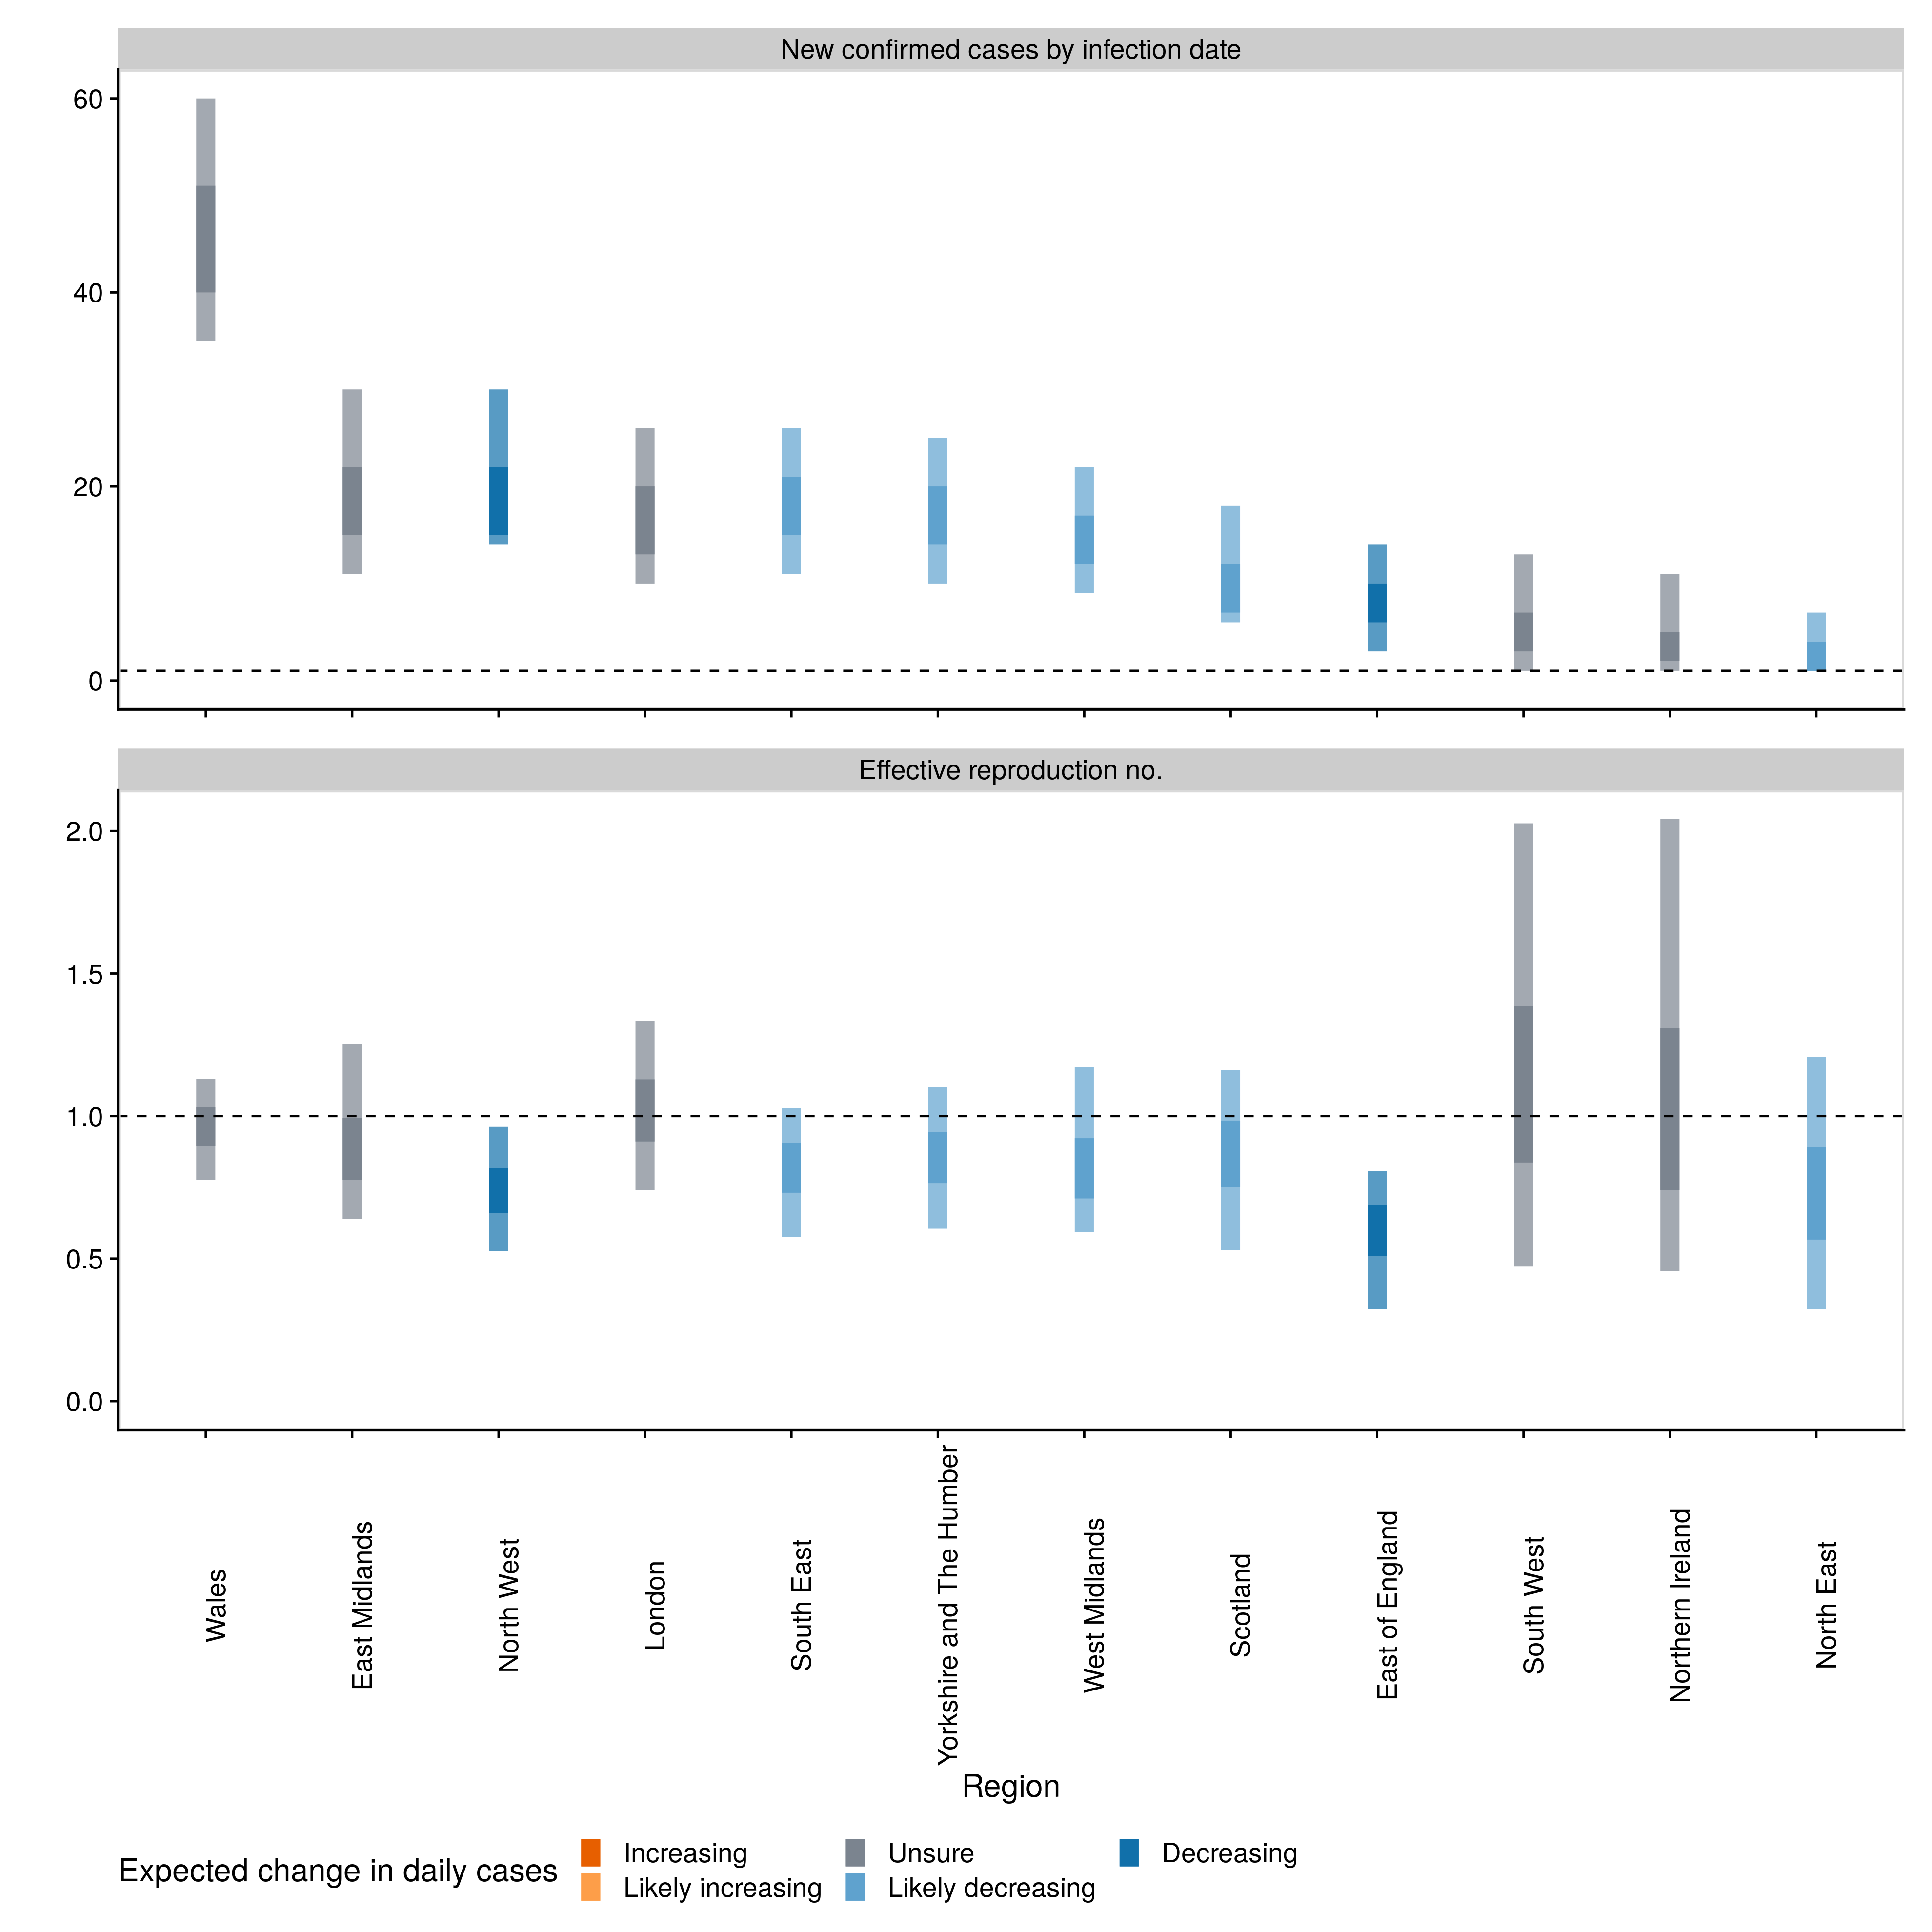 New confirmed cases by infection date
60
40
20
0
Effective reproduction no.
2.0
1.5
1.0
0.5
0.0
Wales
East Midlands
North West
London
South East
Yorkshire and The Humber
West Midlands
Scotland
East of England
South West
Northern Ireland
North East
Region
Expected change in daily cases
Increasing
Likely increasing
Unsure
Likely decreasing
Decreasing